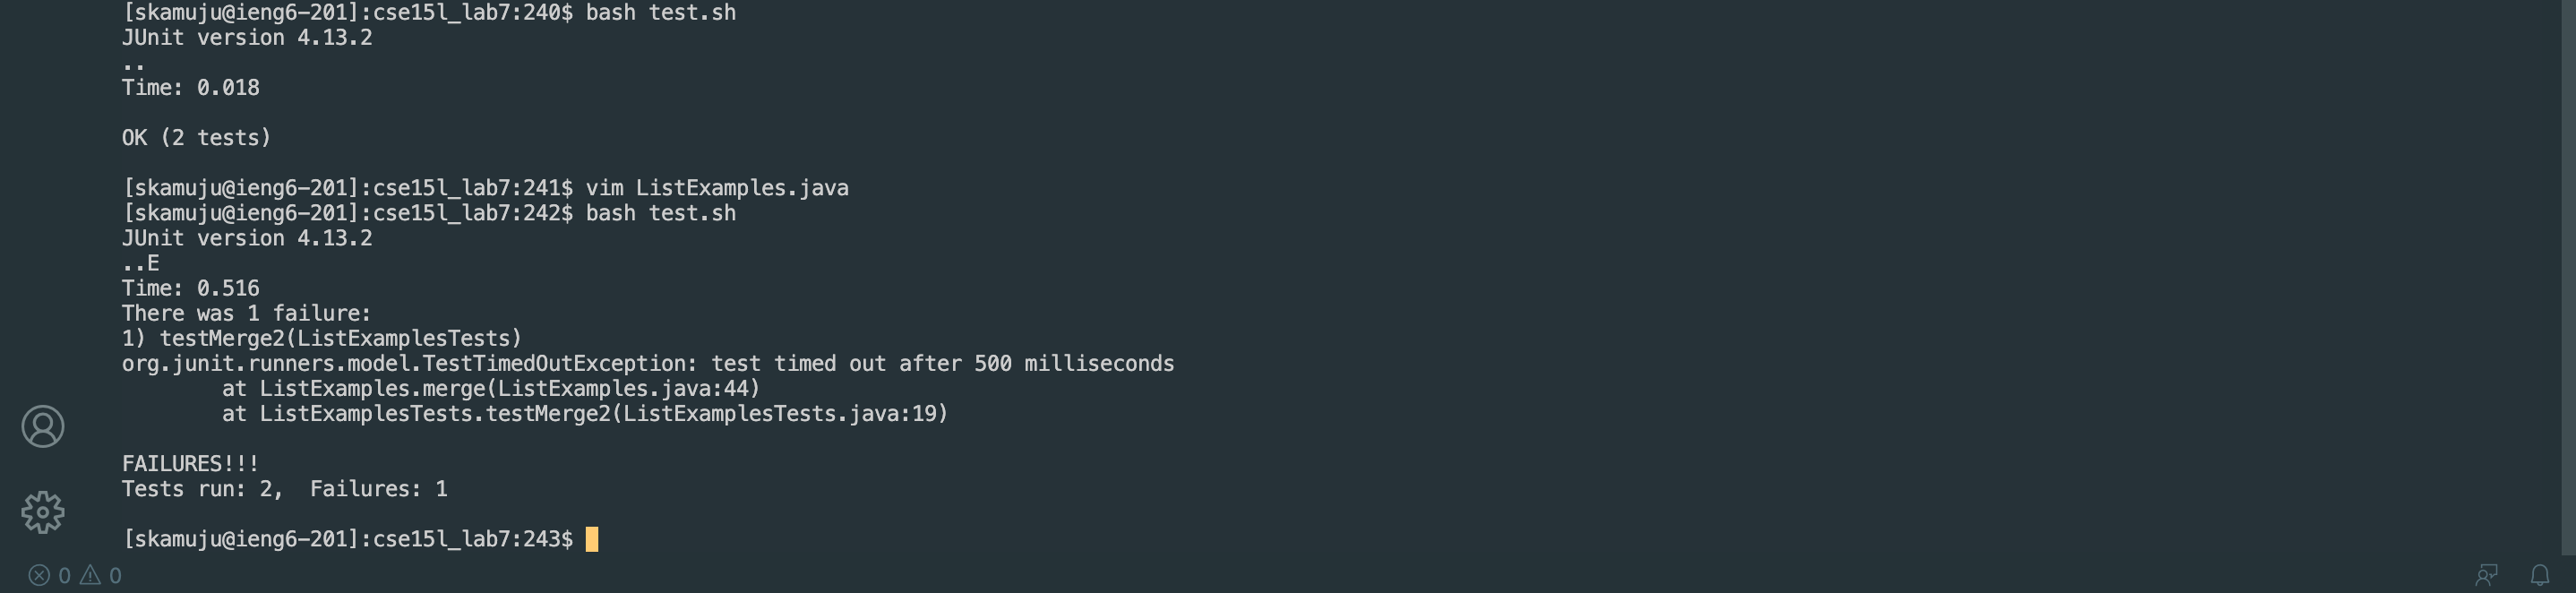 [skamuju@ieng6-201]:cse15l_lab7:240$ bash test.sh
JUnit version 4.13.2
..
Time: 0.018
OK (2 tests)
[skamuju@ieng6-201]:cse15l_lab7:241$ vim ListExamples.java
[skamuju@ieng6-201]:cse15l_lab7:242$ bash test.sh
JUnit version 4.13.2
..E
Time: 0.516
There was 1 failure:
1) testMerge2(ListExamplesTests)
org.junit.runners.model.TestTimedOutException: test timed out after 500 milliseconds
at ListExamples.merge(ListExamples.java:44)
at ListExamplesTests.testMerge2(ListExamplesTests.java:19)
FAILURES!!!
Tests run: 2,  Failures: 1
[skamuju@ieng6-201]:cse15l_lab7:243$
0 0